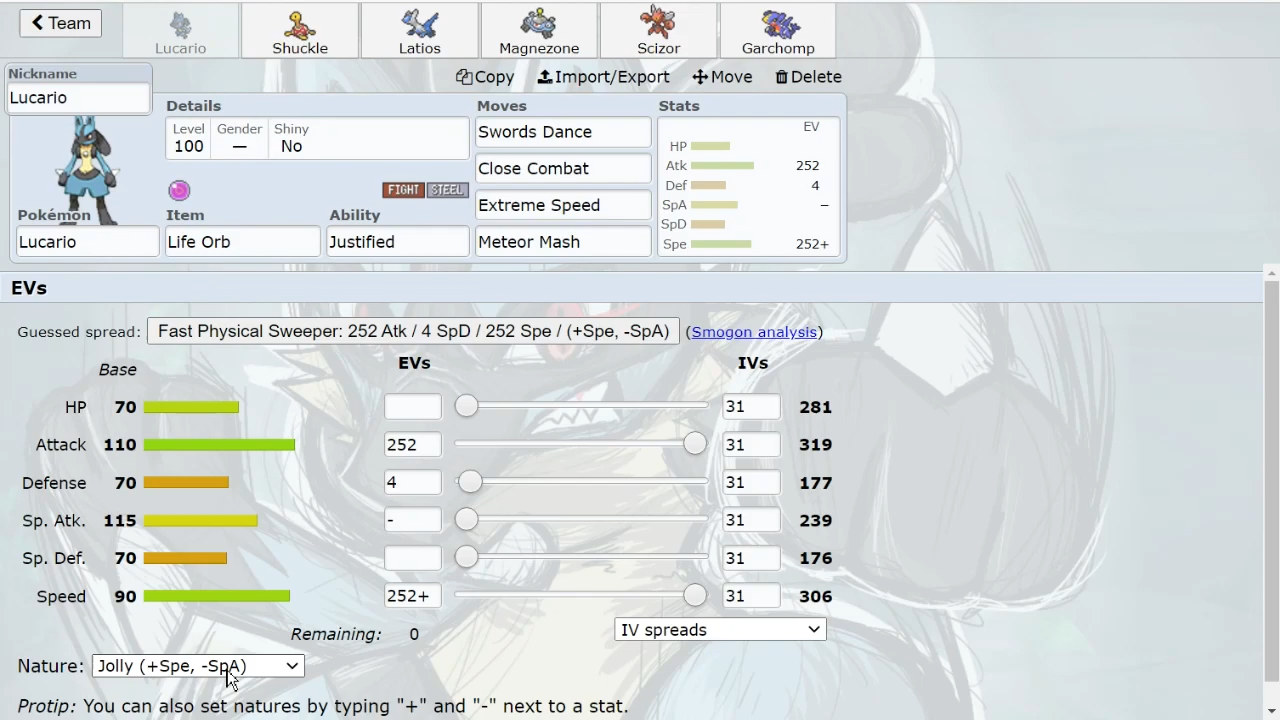 Team
Lucario
Shuckle
Latios
Magnezone
Scizor
Garchomp
Nickname
Lucario
Copy
Import/Export
Move
Delete
Details
Level
100
Gender
—
Shiny
No
FIGHT STEEL
Pokémon
Lucario
Item
Life Orb
Ability
Justified
Moves
Swords Dance
Close Combat
Extreme Speed
Meteor Mash
Stats
EV
HP
Atk 252
Def 4
SpA –
SpD
Spe 252+
EVs
Guessed spread: Fast Physical Sweeper: 252 Atk / 4 SpD / 252 Spe / (+Spe, -SpA) (Smogon analysis)
Base EVs IVs
HP 70 31 281
Attack 110 252 31 319
Defense 70 4 31 177
Sp. Atk. 115 - 31 239
Sp. Def. 70 31 176
Speed 90 252+ 31 306
Remaining: 0 IV spreads
Nature: Jolly (+Spe, -SpA)
Protip: You can also set natures by typing "+" and "-" next to a stat.